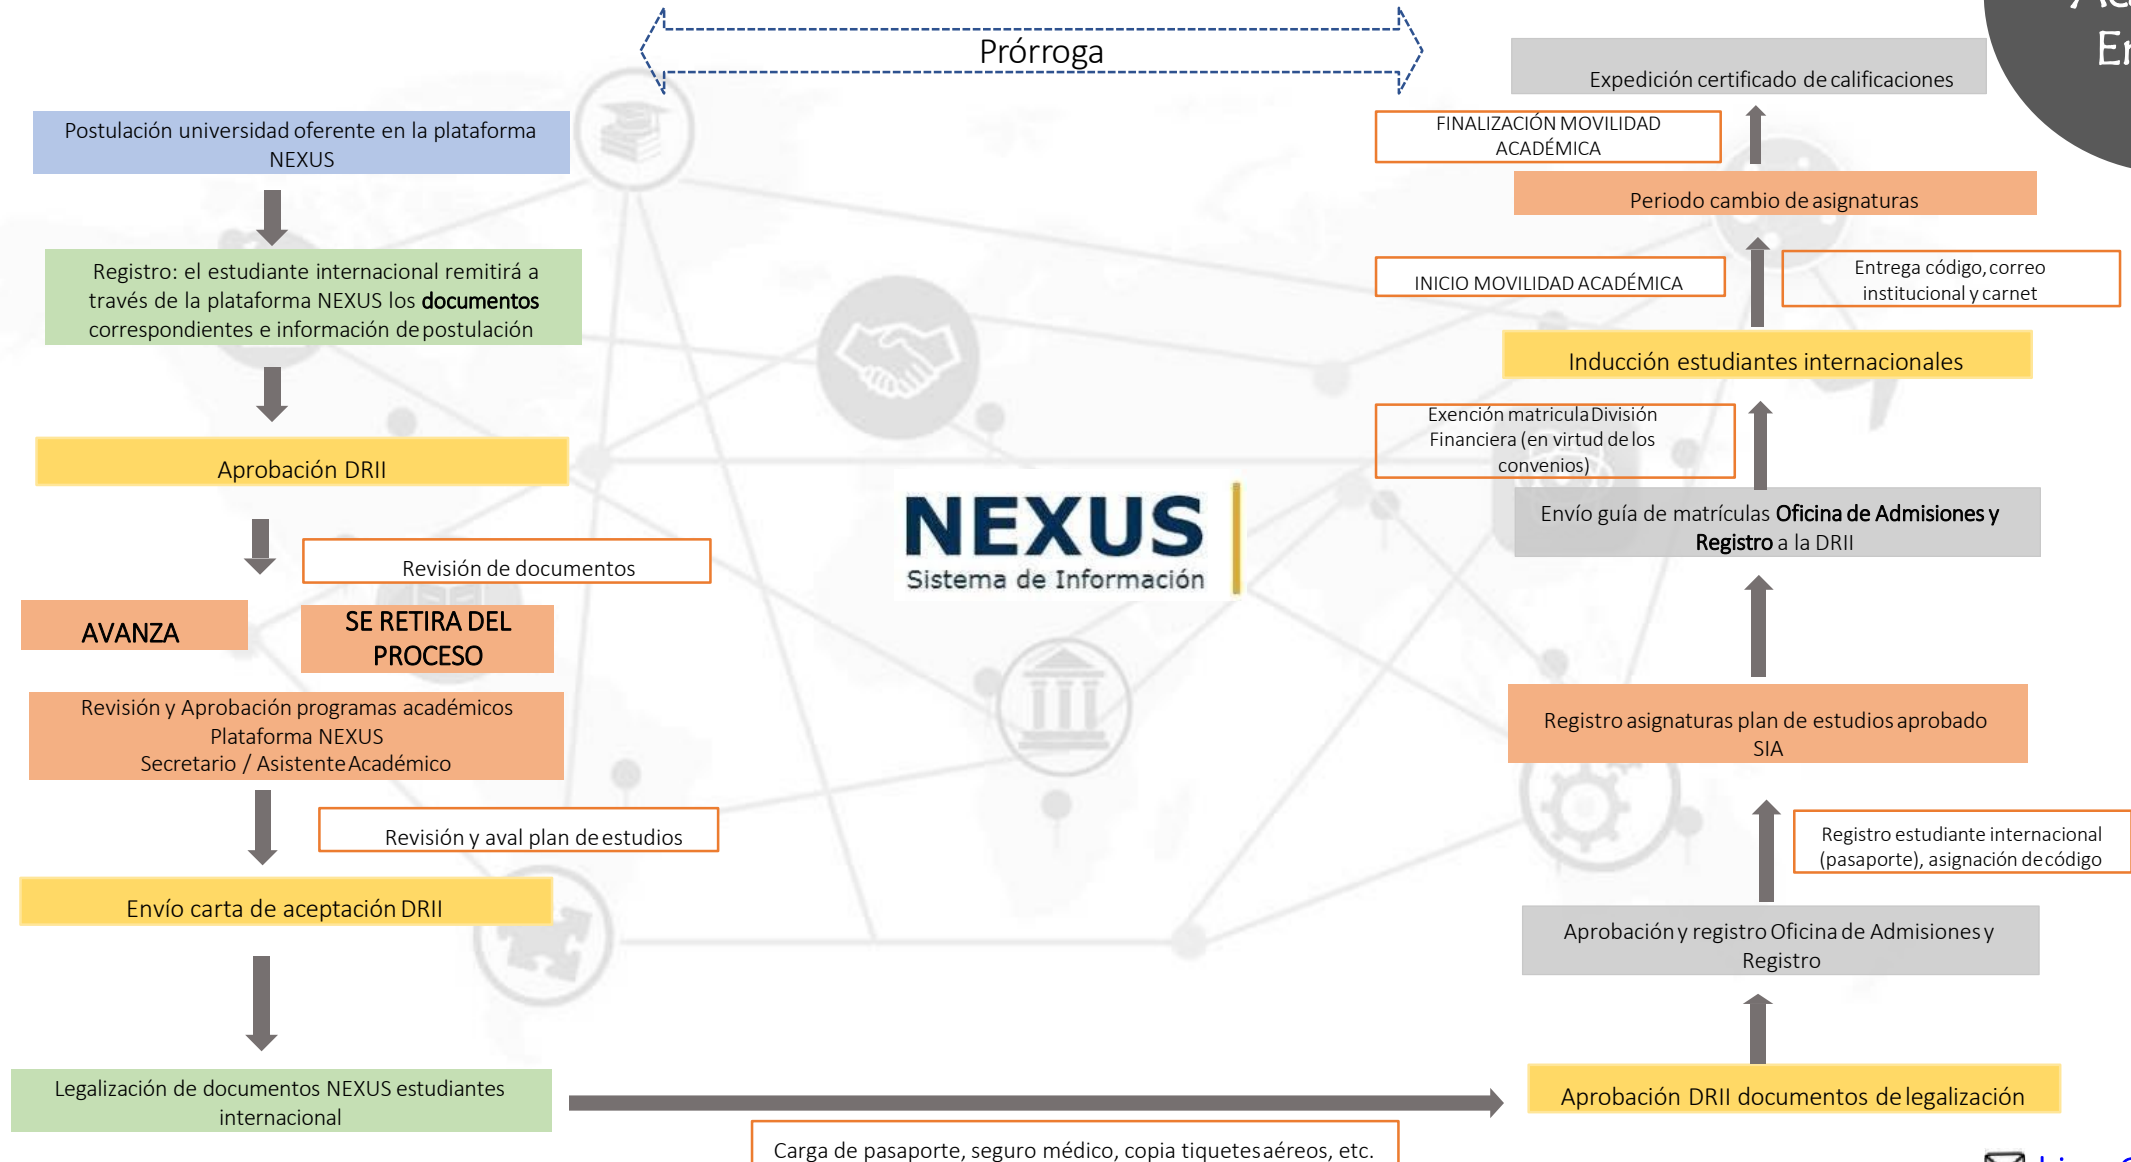 Prórroga
Postulación universidad oferente en la plataforma
NEXUS
Registro: el estudiante internacional remitirá a
través de la plataforma NEXUS los documentos
correspondientes e información de postulación
Aprobación DRII
Revisión de documentos
AVANZA
SE RETIRA DEL
PROCESO
Revisión y Aprobación programas académicos
Plataforma NEXUS
Secretario / Asistente Académico
Revisión y aval plan de estudios
Envío carta de aceptación DRII
Legalización de documentos NEXUS estudiantes
internacional
Carga de pasaporte, seguro médico, copia tiquetes aéreos, etc.
NEXUS
Sistema de Información
Expedición certificado de calificaciones
FINALIZACIÓN MOVILIDAD
ACADÉMICA
Periodo cambio de asignaturas
INICIO MOVILIDAD ACADÉMICA
Entrega código, correo
institucional y carnet
Inducción estudiantes internacionales
Exención matricula División
Financiera (en virtud de los
convenios)
Envío guía de matrículas Oficina de Admisiones y
Registro a la DRII
Registro asignaturas plan de estudios aprobado
SIA
Registro estudiante internacional
(pasaporte), asignación de código
Aprobación y registro Oficina de Admisiones y
Registro
Aprobación DRII documentos de legalización